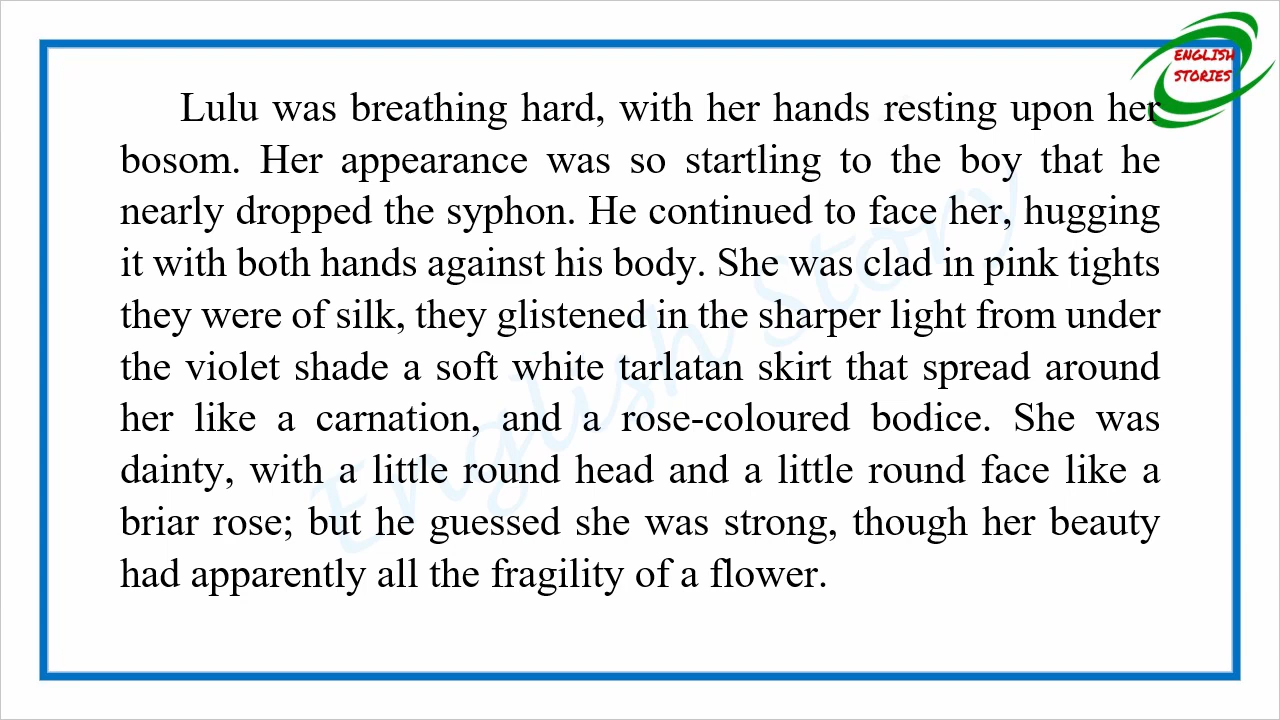 ENGLISH
STORIES
Lulu was breathing hard, with her hands resting upon her
bosom. Her appearance was so startling to the boy that he
nearly dropped the syphon. He continued to face her, hugging
it with both hands against his body. She was clad in pink tights
they were of silk, they glistened in the sharper light from under
the violet shade a soft white tarlatan skirt that spread around
her like a carnation, and a rose-coloured bodice. She was
dainty, with a little round head and a little round face like a
briar rose; but he guessed she was strong, though her beauty
had apparently all the fragility of a flower.
English Story